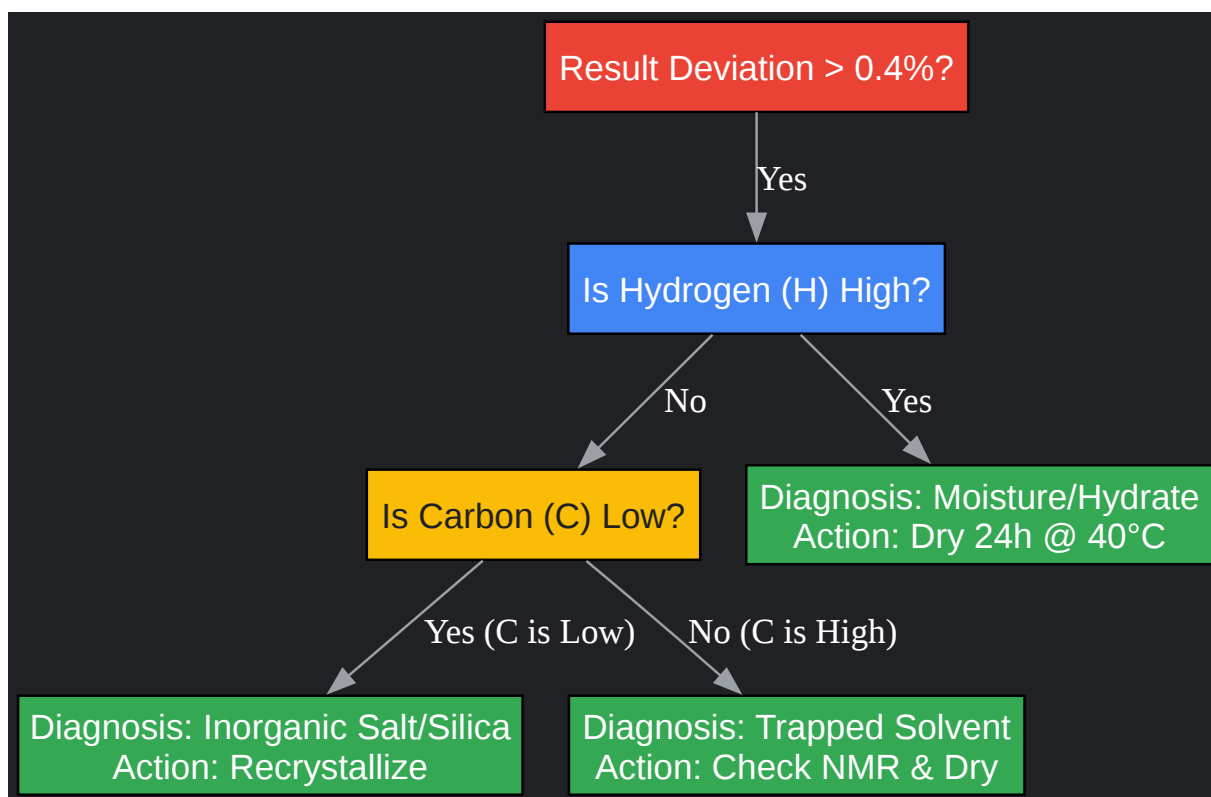 Result Deviation > 0.4%?
Yes
Is Hydrogen (H) High?
No
Yes
Is Carbon (C) Low?
Diagnosis: Moisture/Hydrate
Action: Dry 24h @ 40°C
Yes (C is Low)
No (C is High)
Diagnosis: Inorganic Salt/Silica
Action: Recrystallize
Diagnosis: Trapped Solvent
Action: Check NMR & Dry